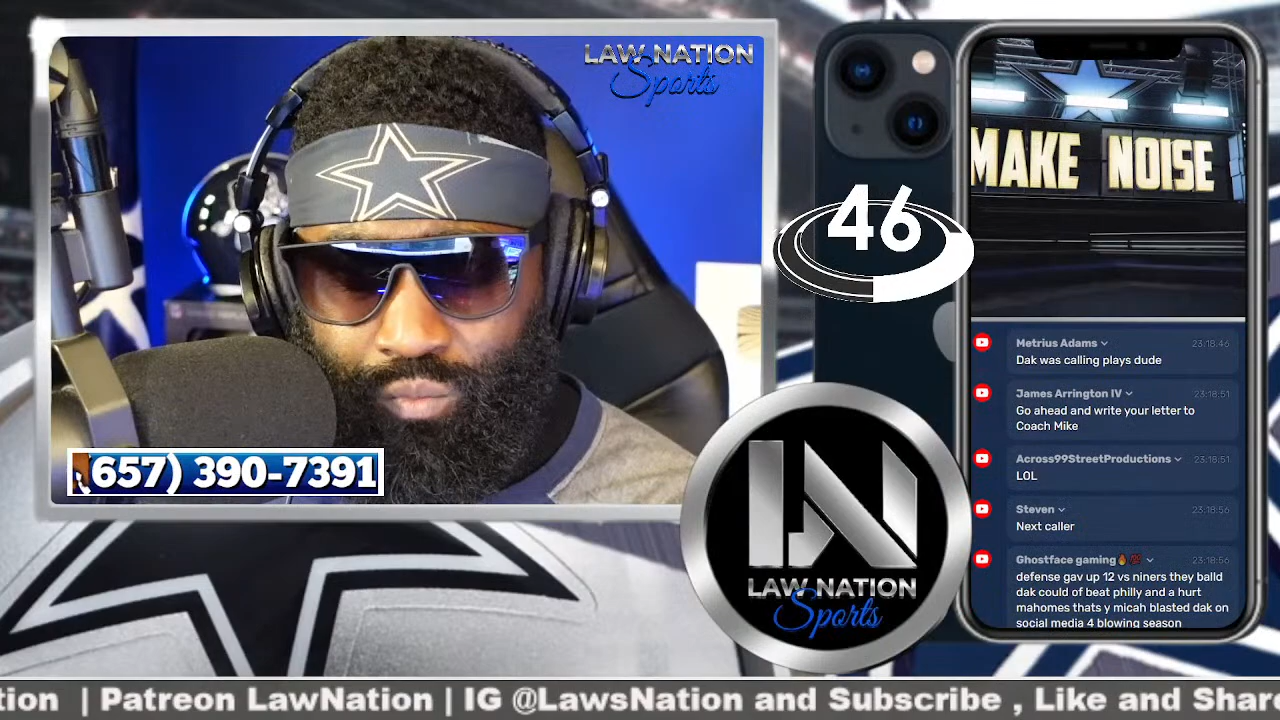 LAW NATION
Sports
(657) 390-7391
46
MAKE NOISE
Metrius Adams
23:18:46
Dak was calling plays dude
James Arrington IV
23:18:51
Go ahead and write your letter to
Coach Mike
Across99StreetProductions
23:18:51
LOL
Steven
23:18:56
Next caller
Ghostface gaming
23:18:56
defense gav up 12 vs niners they balld
dak could of beat philly and a hurt
mahomes thats y micah blasted dak on
social media 4 blowing season
LAW NATION
Sports
tion | Patreon LawNation | IG @LawsNation and Subscribe , Like and Share